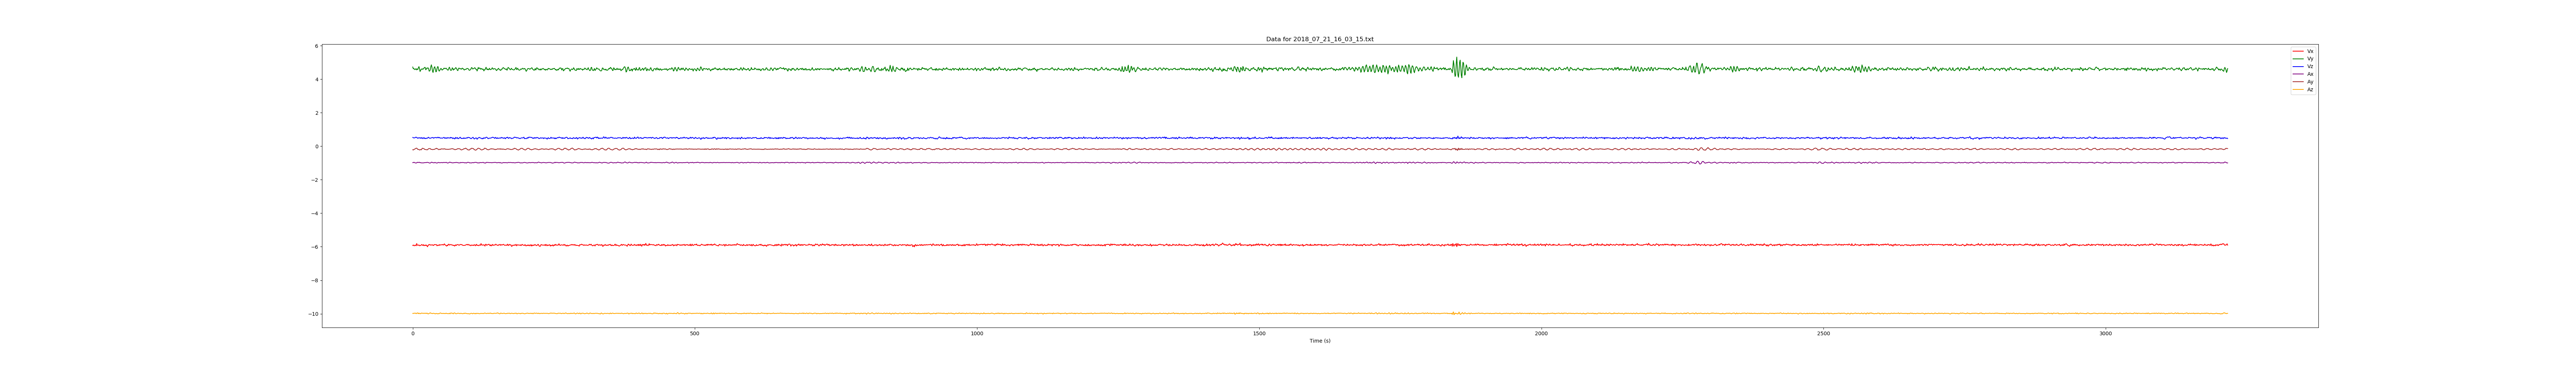 Data for 2018_07_21_16_03_15.txt
6
4
2
0
−2
−4
−6
−8
−10
0 500 1000 1500 2000 2500 3000
Time (s)
Vx
Vy
Vz
Ax
Ay
Az